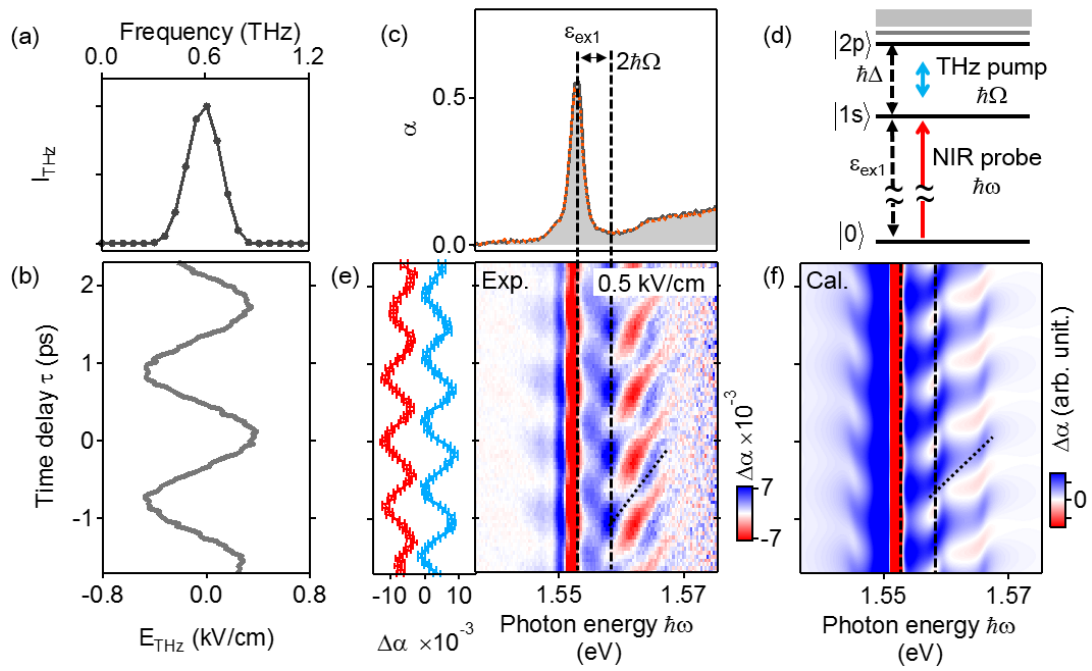 (a)
Frequency (THz)
0.0 0.6 1.2
I_THz
(b)
2
1
0
-1
Time delay τ (ps)
-0.8 0.0 0.8
E_THz (kV/cm)
(c)
ε_ex1
2ħΩ
0.5
α
0.0
(d)
|2p⟩
ħΔ
THz pump
ħΩ
|1s⟩
ε_ex1
NIR probe
ħω
|0⟩
(e)
Exp.
0.5 kV/cm
-10 0 10
Δα ×10⁻³
1.55 1.57
Photon energy ħω
(eV)
Δα ×10⁻³
7
-7
(f)
Cal.
1.55 1.57
Photon energy ħω
(eV)
Δα (arb. unit.)
0